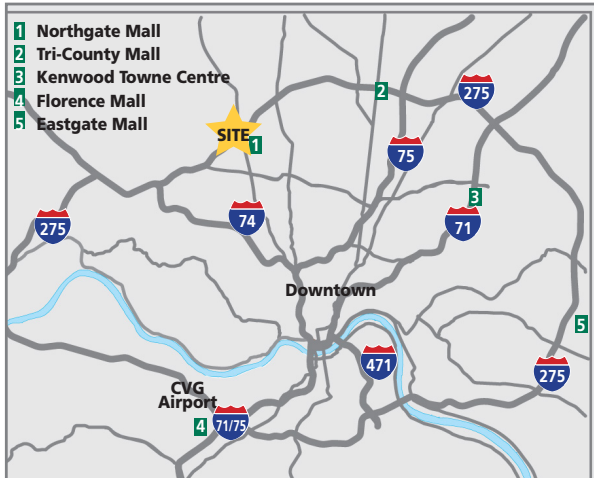 1 Northgate Mall
2 Tri-County Mall
3 Kenwood Towne Centre
4 Florence Mall
5 Eastgate Mall
2
275
SITE
1
75
3
74
71
275
Downtown
5
471
275
CVG
Airport
4
71/75